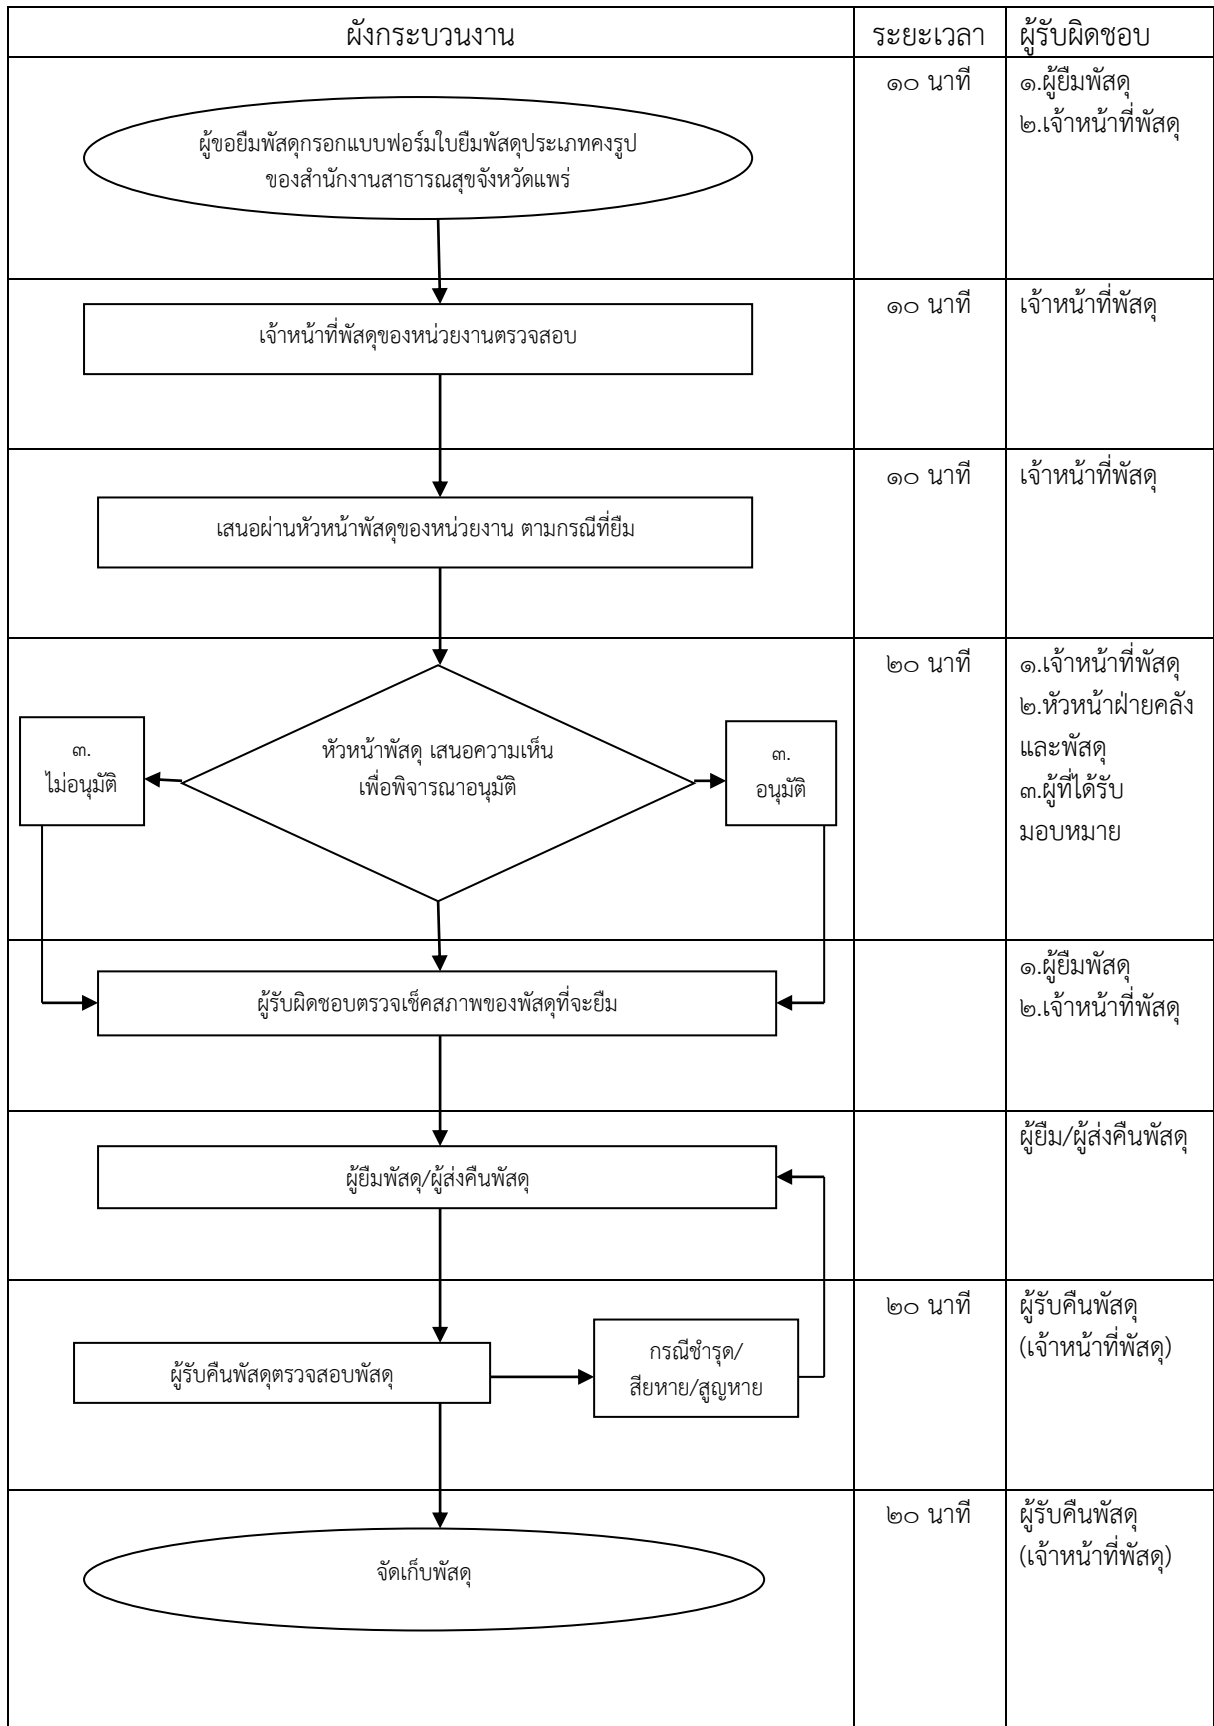 ผังกระบวนงาน
ระยะเวลา
ผู้รับผิดชอบ
ผู้ขอยืมพัสดุกรอกแบบฟอร์มใบยืมพัสดุประเภทคงรูป
ของสำนักงานสาธารณสุขจังหวัดแพร่
๑๐ นาที
๑.ผู้ยืมพัสดุ
๒.เจ้าหน้าที่พัสดุ
เจ้าหน้าที่พัสดุของหน่วยงานตรวจสอบ
๑๐ นาที
เจ้าหน้าที่พัสดุ
เสนอผ่านหัวหน้าพัสดุของหน่วยงาน ตามกรณีที่ยืม
๑๐ นาที
เจ้าหน้าที่พัสดุ
๓.
ไม่อนุมัติ
หัวหน้าพัสดุ เสนอความเห็น
เพื่อพิจารณาอนุมัติ
๓.
อนุมัติ
๒๐ นาที
๑.เจ้าหน้าที่พัสดุ
๒.หัวหน้าฝ่ายคลัง
และพัสดุ
๓.ผู้ที่ได้รับ
มอบหมาย
ผู้รับผิดชอบตรวจเช็คสภาพของพัสดุที่จะยืม
๑.ผู้ยืมพัสดุ
๒.เจ้าหน้าที่พัสดุ
ผู้ยืมพัสดุ/ผู้ส่งคืนพัสดุ
ผู้ยืม/ผู้ส่งคืนพัสดุ
ผู้รับคืนพัสดุตรวจสอบพัสดุ
กรณีชำรุด/
สียหาย/สูญหาย
๒๐ นาที
ผู้รับคืนพัสดุ
(เจ้าหน้าที่พัสดุ)
จัดเก็บพัสดุ
๒๐ นาที
ผู้รับคืนพัสดุ
(เจ้าหน้าที่พัสดุ)